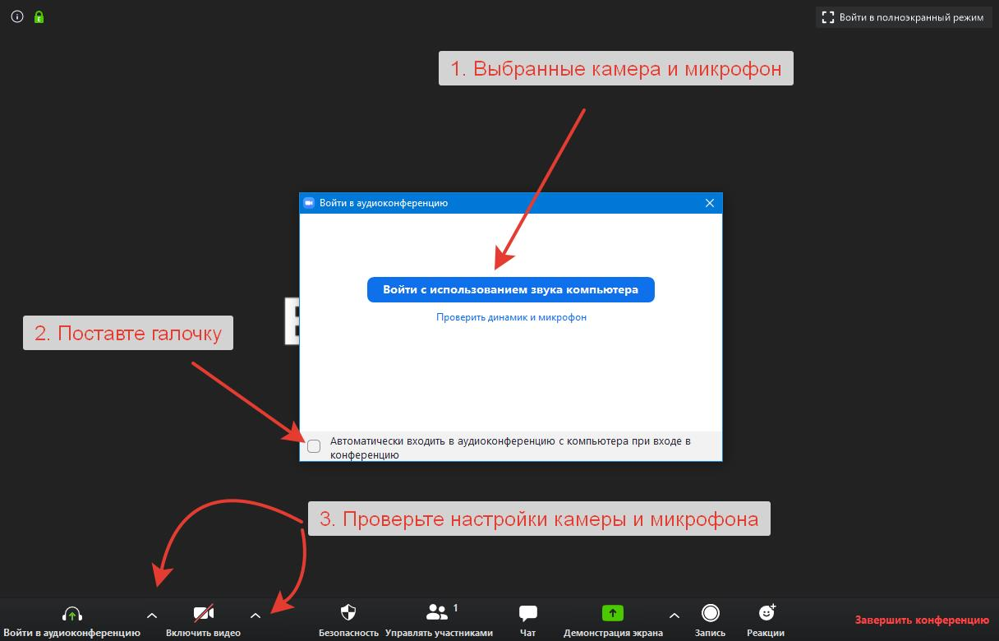 Войти в полноэкранный режим
1. Выбранные камера и микрофон
Войти в аудиоконференцию
Войти с использованием звука компьютера
Проверить динамик и микрофон
2. Поставте галочку
Автоматически входить в аудиоконференцию с компьютера при входе в
конференцию
3. Проверьте настройки камеры и микрофона
1
Войти в аудиоконференцию
Включить видео
Безопасность
Управлять участниками
Чат
Демонстрация экрана
Запись
Реакции
Завершить конференцию